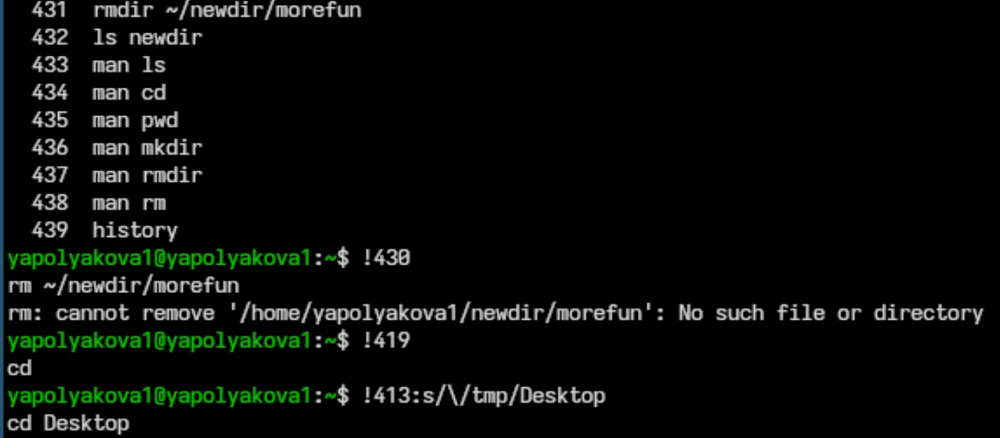 431 rmdir ~/newdir/morefun
432 ls newdir
433 man ls
434 man cd
435 man pwd
436 man mkdir
437 man rmdir
438 man rm
439 history
yapolyakova1@yapolyakova1:~$ !430
rm ~/newdir/morefun
rm: cannot remove '/home/yapolyakova1/newdir/morefun': No such file or directory
yapolyakova1@yapolyakova1:~$ !419
cd
yapolyakova1@yapolyakova1:~$ !413:s/\/tmp/Desktop
cd Desktop